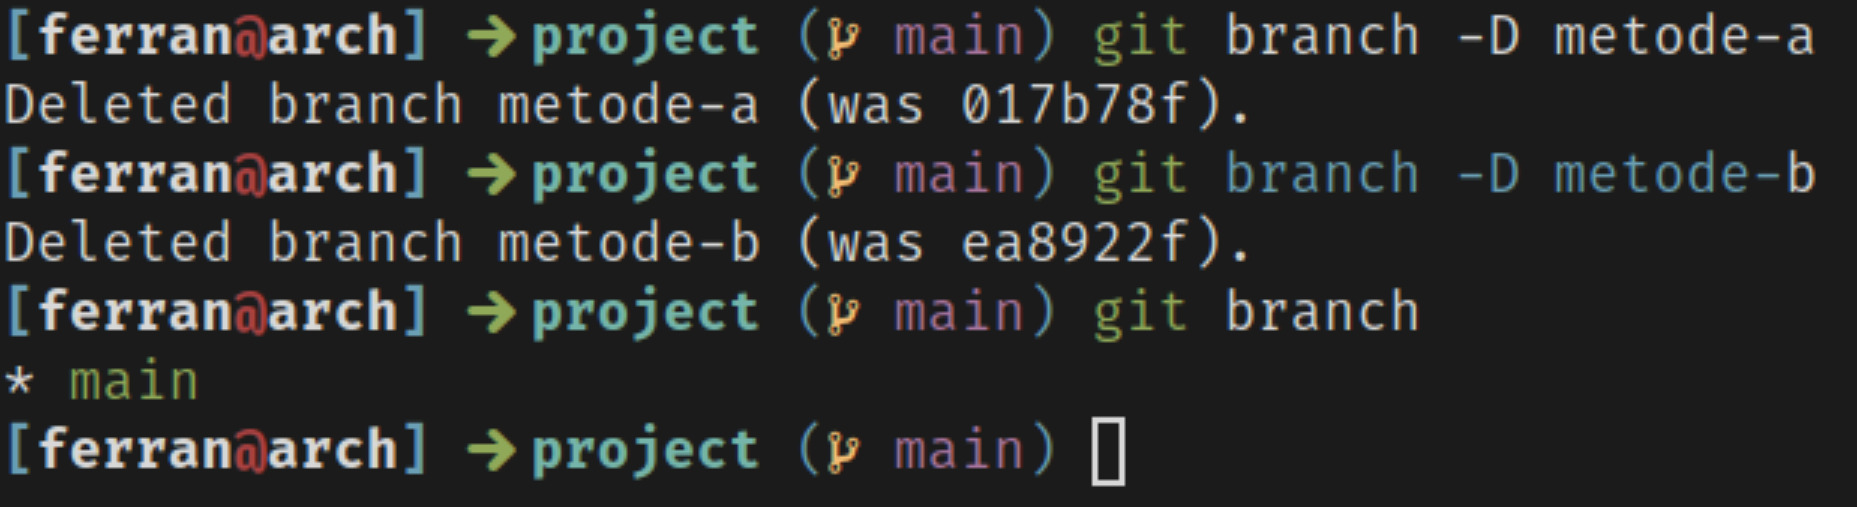 [ferran@arch] → project ( main) git branch -D metode-a
Deleted branch metode-a (was 017b78f).
[ferran@arch] → project ( main) git branch -D metode-b
Deleted branch metode-b (was ea8922f).
[ferran@arch] → project ( main) git branch
* main
[ferran@arch] → project ( main)